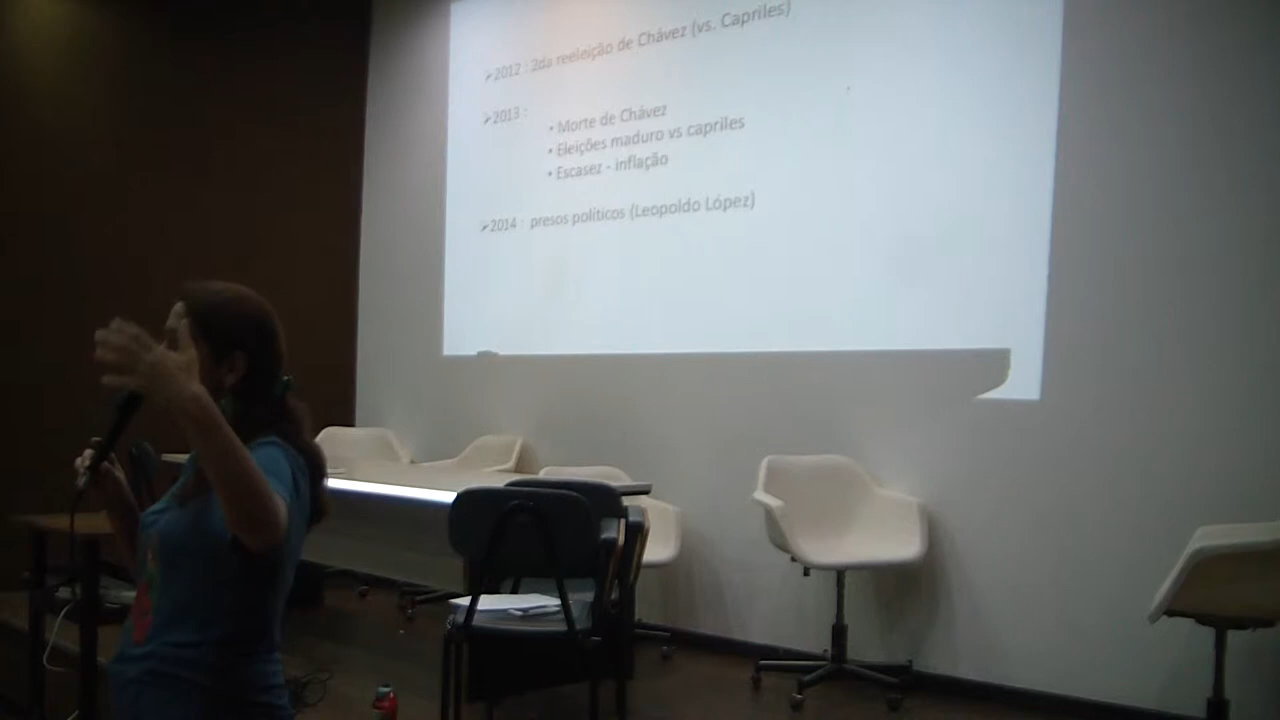 ➢2012 : 2da reeleição de Chávez (vs. Capriles)
➢2013 :
• Morte de Chávez
• Eleições maduro vs capriles
• Escasez - inflação
➢2014 : presos políticos (Leopoldo López)